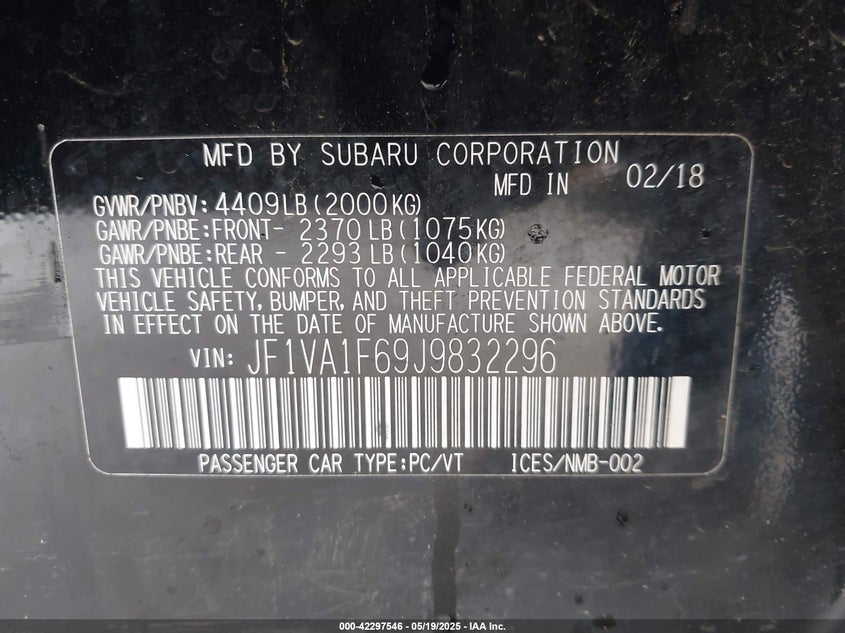 MFD BY SUBARU CORPORATION
MFD IN 02/18
GVWR/PNBV: 4409LB (2000KG)
GAWR/PNBE: FRONT- 2370 LB (1075KG)
GAWR/PNBE: REAR - 2293 LB (1040KG)
THIS VEHICLE CONFORMS TO ALL APPLICABLE FEDERAL MOTOR
VEHICLE SAFETY, BUMPER, AND THEFT PREVENTION STANDARDS
IN EFFECT ON THE DATE OF MANUFACTURE SHOWN ABOVE.
VIN: JF1VA1F69J9832296
PASSENGER CAR TYPE: PC/VT ICES/NMB-002
000-42297546 - 05/19/2025 - IAA Inc.